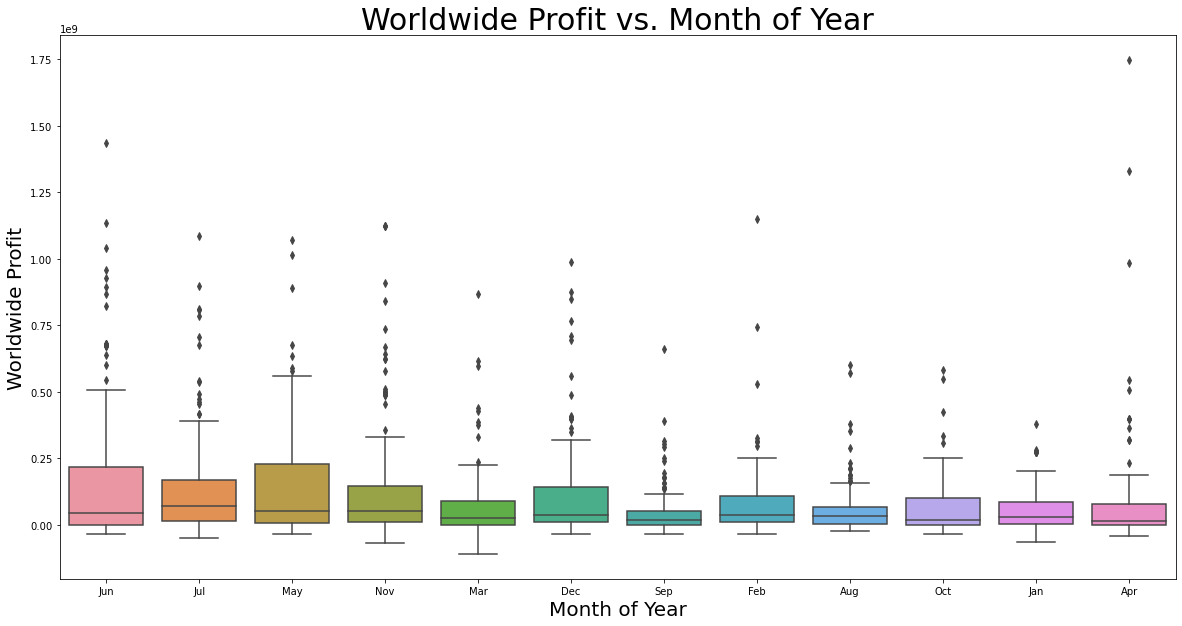 Worldwide Profit vs. Month of Year
1e9
1.75
1.50
1.25
1.00
0.75
0.50
0.25
0.00
Worldwide Profit
Jun Jul May Nov Mar Dec Sep Feb Aug Oct Jan Apr
Month of Year